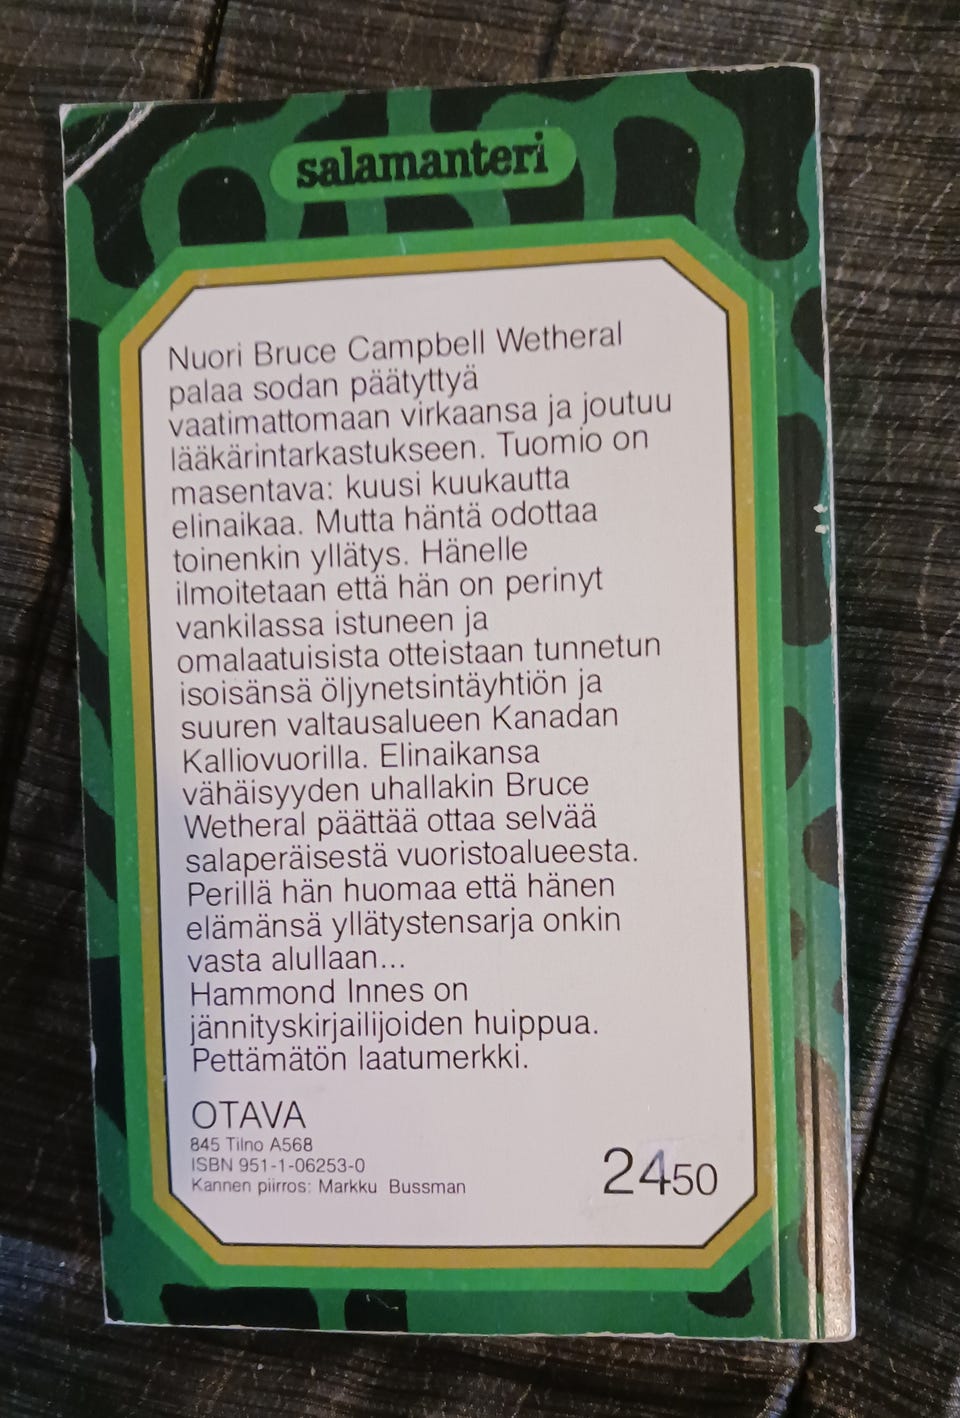 salamanteri
Nuori Bruce Campbell Wetheral
palaa sodan päätyttyä
vaatimattomaan virkaansa ja joutuu
lääkärintarkastukseen. Tuomio on
masentava: kuusi kuukautta
elinaikaa. Mutta häntä odottaa
toinenkin yllätys. Hänelle
ilmoitetaan että hän on perinyt
vankilassa istuneen ja
omalaatuisista otteistaan tunnetun
isoisänsä öljynetsintäyhtiön ja
suuren valtausalueen Kanadan
Kalliovuorilla. Elinaikansa
vähäisyyden uhallakin Bruce
Wetheral päättää ottaa selvää
salaperäisestä vuoristoalueesta.
Perillä hän huomaa että hänen
elämänsä yllätystensarja onkin
vasta alullaan...
Hammond Innes on
jännityskirjailijoiden huippua.
Pettämätön laatumerkki.
OTAVA
845 Tilno A568
ISBN 951-1-06253-0
Kannen piirros: Markku Bussman
2450